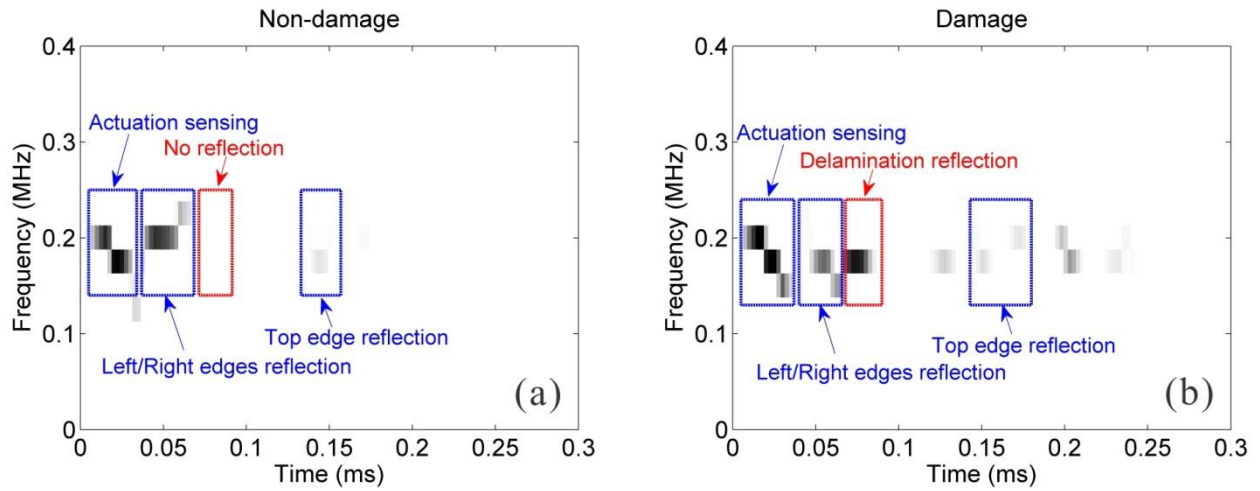 Non-damage
0.4
0.3
0.2
0.1
0
Frequency (MHz)
Actuation sensing
No reflection
Top edge reflection
Left/Right edges reflection
(a)
0
0.05
0.1
0.15
0.2
0.25
0.3
Time (ms)
Damage
0.4
0.3
0.2
0.1
0
Frequency (MHz)
Actuation sensing
Delamination reflection
Top edge reflection
Left/Right edges reflection
(b)
0
0.05
0.1
0.15
0.2
0.25
0.3
Time (ms)